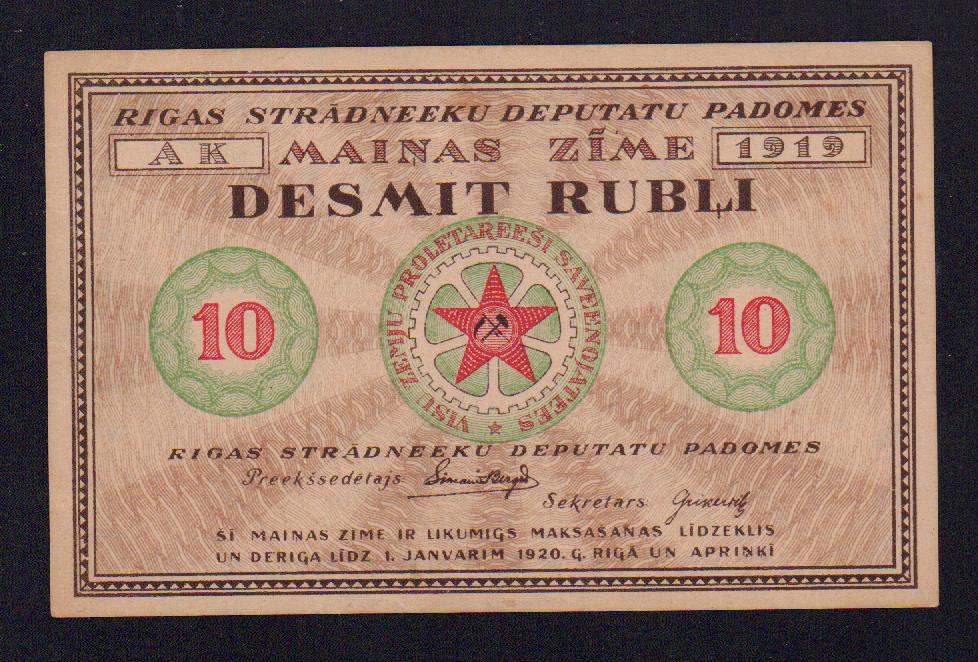 RIGAS STRĀDNEEKU DEPUTATU PADOMES
AK MAIŅAS ZĪME 1919
DESMIT RUBĻI
VISU ZEMJU PROLETAREEŠI SAVEENOJATEES
10 10
RIGAS STRĀDNEEKU DEPUTATU PADOMES
Preekšsedetajs
Sekretars
ŠĪ MAIŅAS ZĪME IR LIKUMIGS MAKSAŠANAS LĪDZEKLIS
UN DERIGA LĪDZ 1. JANVARIM 1920. G. RIGĀ UN APRIŅĶĪ